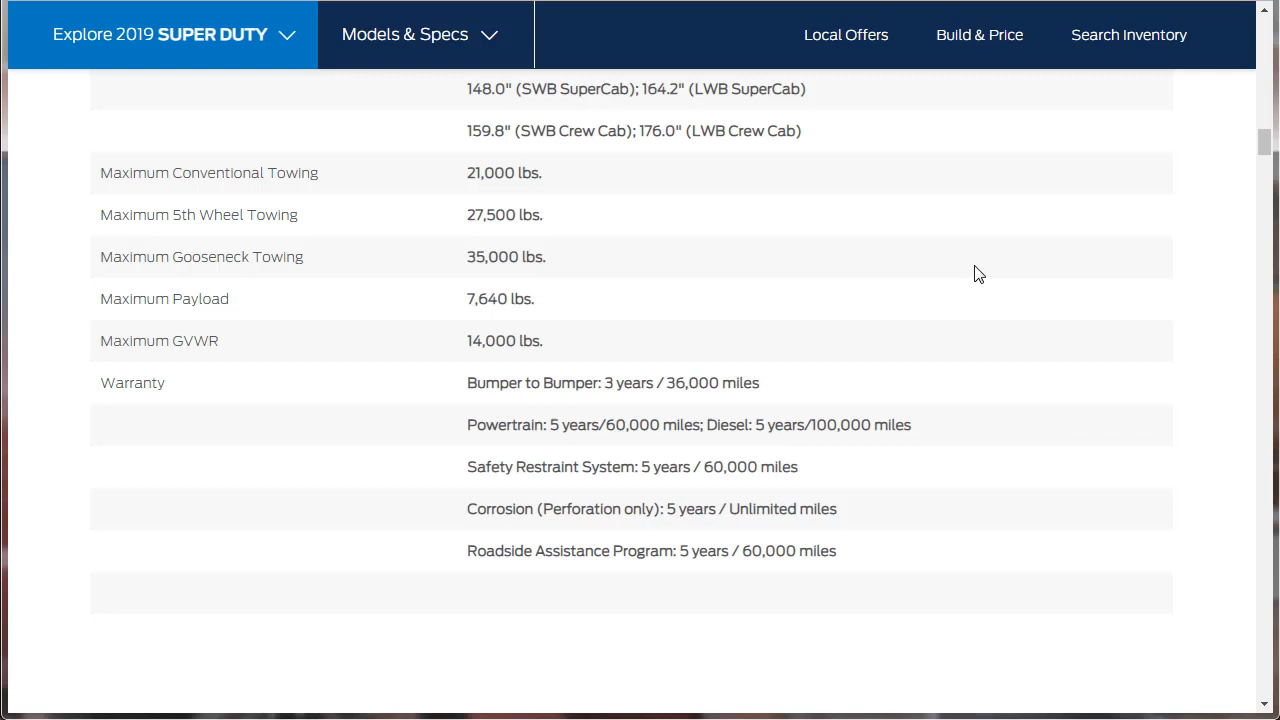 Explore 2019 SUPER DUTY
Models & Specs
Local Offers
Build & Price
Search Inventory
148.0" (SWB SuperCab); 164.2" (LWB SuperCab)
159.8" (SWB Crew Cab); 176.0" (LWB Crew Cab)
Maximum Conventional Towing 21,000 lbs.
Maximum 5th Wheel Towing 27,500 lbs.
Maximum Gooseneck Towing 35,000 lbs.
Maximum Payload 7,640 lbs.
Maximum GVWR 14,000 lbs.
Warranty Bumper to Bumper: 3 years / 36,000 miles
Powertrain: 5 years/60,000 miles; Diesel: 5 years/100,000 miles
Safety Restraint System: 5 years / 60,000 miles
Corrosion (Perforation only): 5 years / Unlimited miles
Roadside Assistance Program: 5 years / 60,000 miles